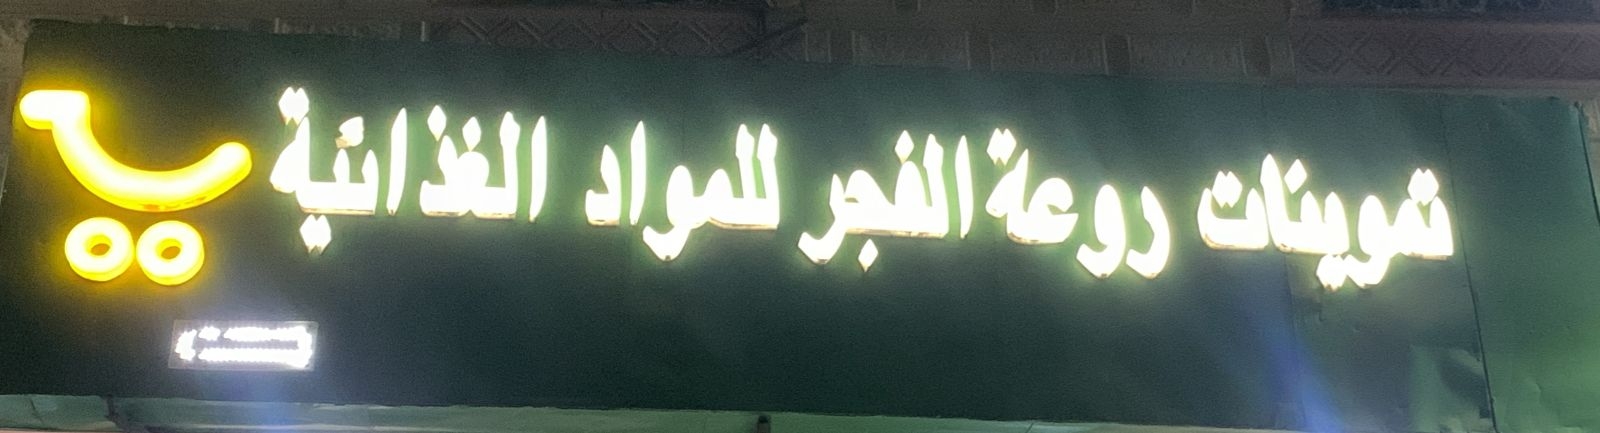 تموينات روعة الفجر للمواد الغذائية